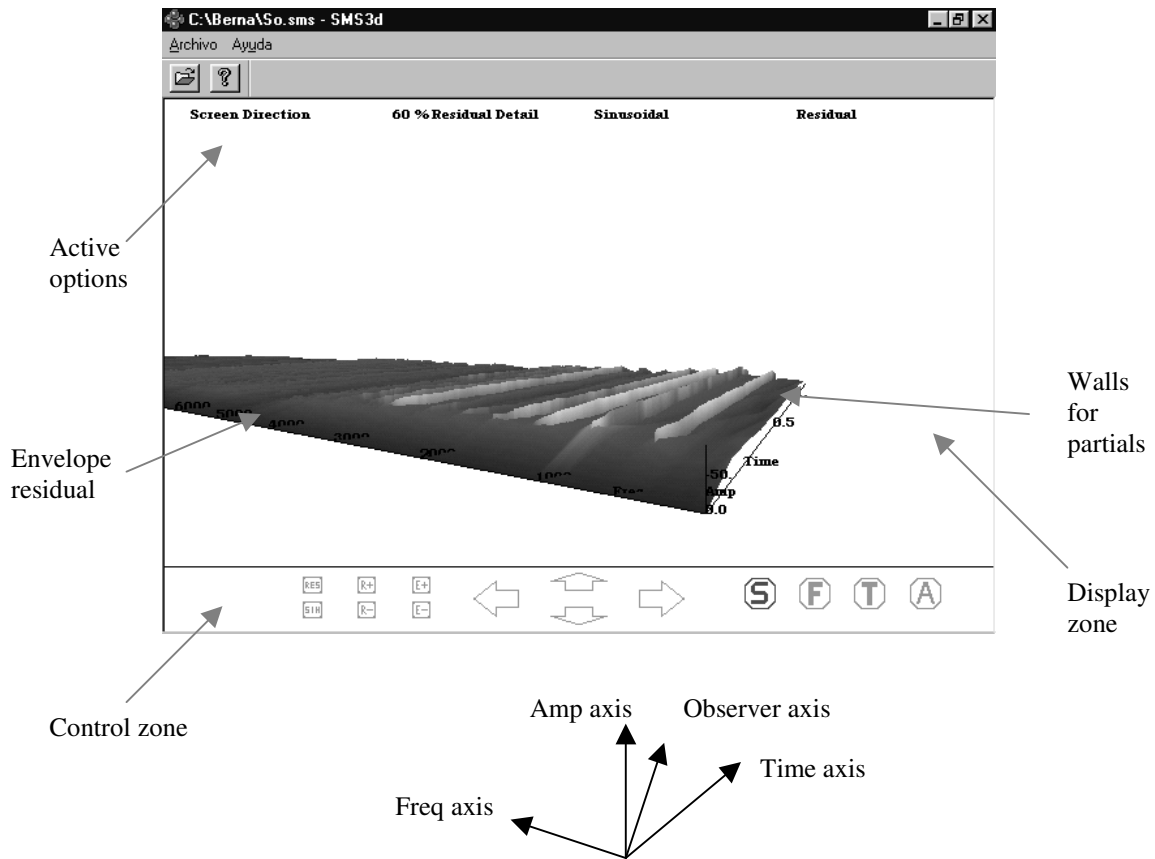 C:\Berna\So.sms - SMS3d
Archivo Ayuda
Screen Direction 60 % Residual Detail Sinusoidal Residual
Active
options
Walls
for
partials
6000
5000
4000
3000
2000
1000
0.5
Time
-50
Freq
Amp
0.0
Envelope
residual
RES R+ E+
SIH R- E-
S F T A
Display
zone
Control zone
Amp axis Observer axis
Time axis
Freq axis